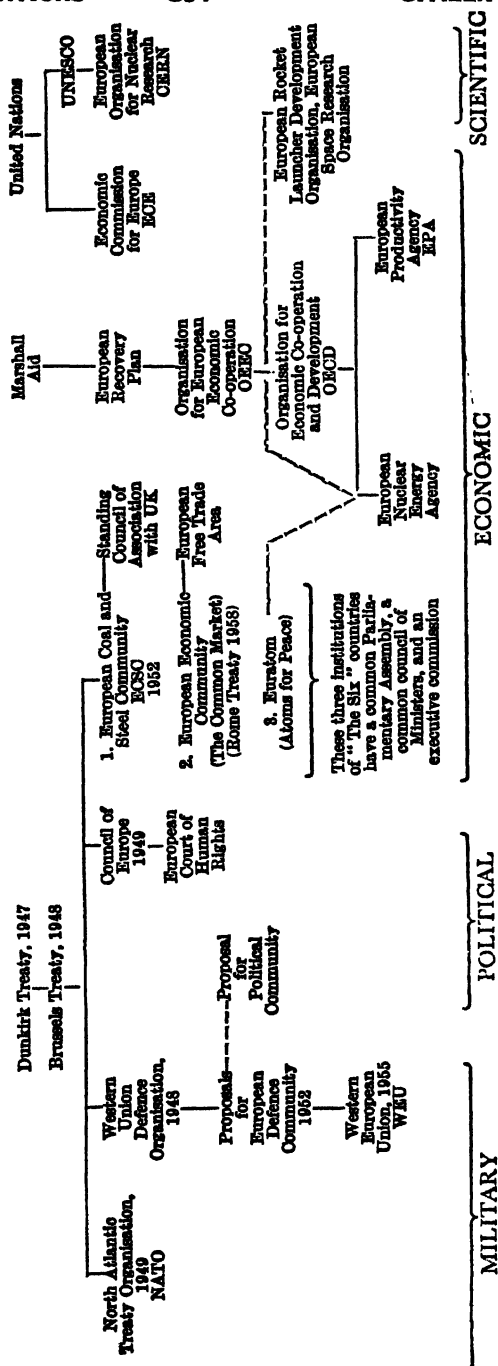 Dunkirk Treaty, 1947
Brussels Treaty, 1948
North Atlantic
Treaty Organisation,
1949
NATO
Western
Union
Defence
Organisation,
1948
Proposals
for
European
Defence
Community
1952
Proposal
for
Political
Community
Western
European
Union, 1955
WEU
Council of
Europe
1949
European
Court of
Human
Rights
1. European Coal and
Steel Community
ECSC
1952
Standing
Council of
Association
with UK
2. European Economic
Community
(The Common Market)
(Rome Treaty 1958)
European
Free Trade
Area
3. Euratom
(Atoms for Peace)
These three institutions
of "The Six" countries
have a common Parlia-
mentary Assembly, a
common council of
Ministers, and an
executive commission
Marshall
Aid
European
Recovery
Plan
Organisation
for European
Economic
Co-operation
OEEC
Organisation for
Economic Co-operation
and Development
OECD
European
Nuclear
Energy
Agency
European
Productivity
Agency
EPA
United Nations
Economic
Commission
for Europe
ECE
UNESCO
European
Organisation
for Nuclear
Research
CERN
European Rocket
Launcher Development
Organisation, European
Space Research
Organisation
MILITARY
POLITICAL
ECONOMIC
SCIENTIFIC